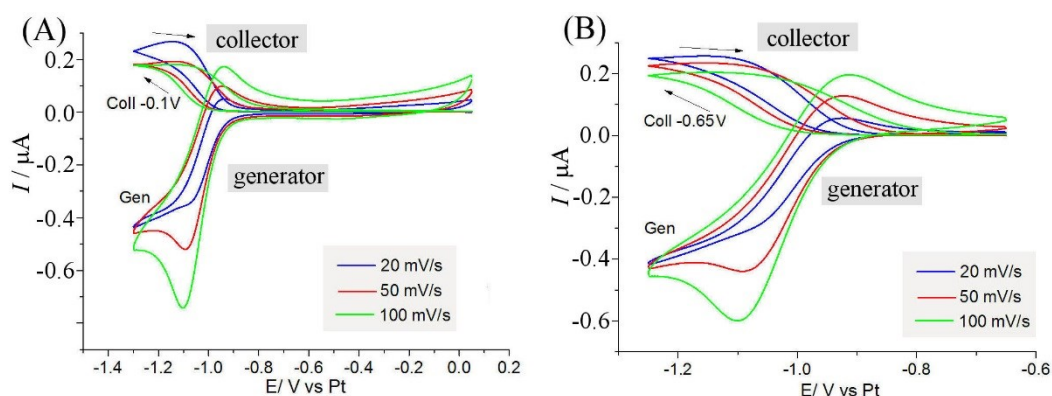 (A)
collector
Coll -0.1V
Gen
generator
20 mV/s
50 mV/s
100 mV/s
I / μA
0.4
0.2
0.0
-0.2
-0.4
-0.6
-1.4 -1.2 -1.0 -0.8 -0.6 -0.4 -0.2 0.0 0.2
E/ V vs Pt
(B)
collector
Coll -0.65V
Gen
generator
20 mV/s
50 mV/s
100 mV/s
I / μA
0.4
0.2
0.0
-0.2
-0.4
-0.6
-1.2 -1.0 -0.8 -0.6
E/ V vs Pt